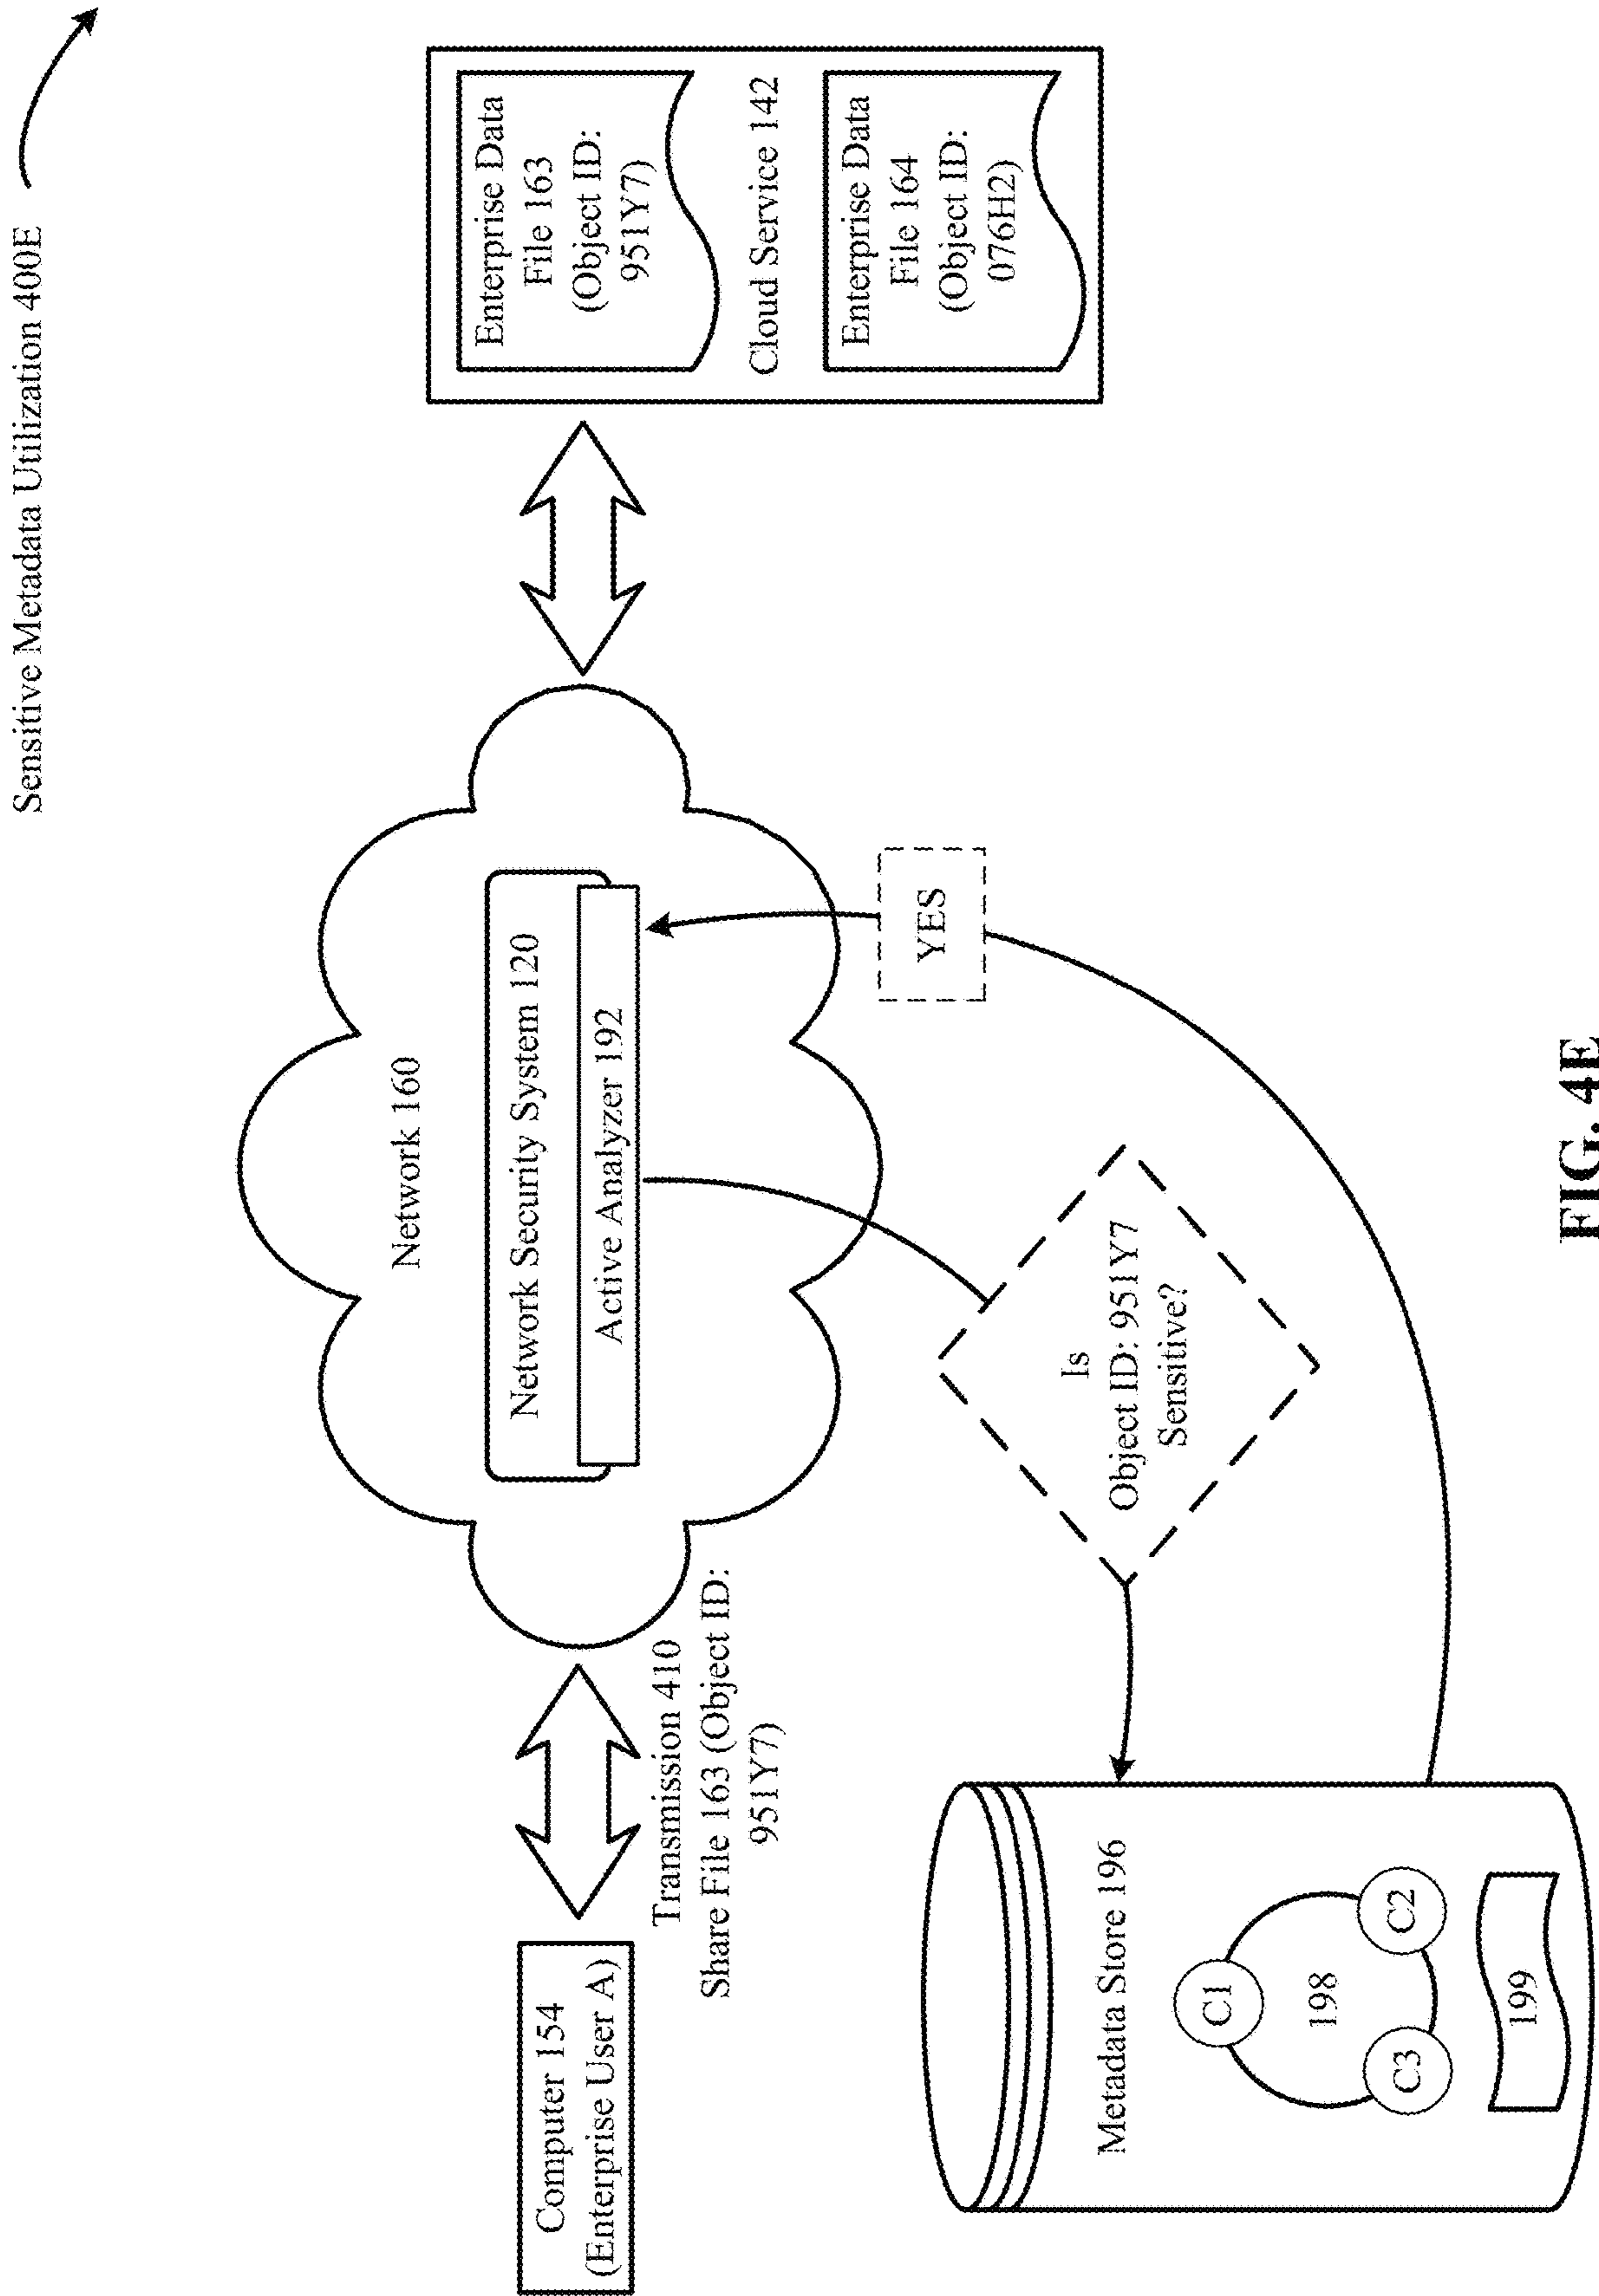 Sensitive Metadata Utilization 400E
Network 160
Network Security System 120
Active Analyzer 192
Computer 154
(Enterprise User A)
Transmission 410
Share File 163 (Object ID:
951Y7)
Enterprise Data
File 163
(Object ID:
951Y7)
Cloud Service 142
Enterprise Data
File 164
(Object ID:
076H2)
YES
Is
Object ID: 951Y7
Sensitive?
Metadata Store 196
C1
198
C3
C2
199
FIG. 4E